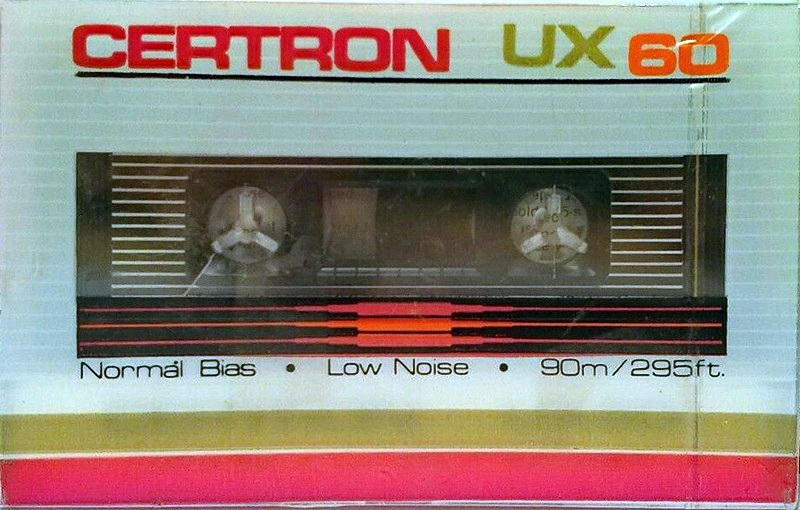 CERTRON UX 60
Normal Bias • Low Noise • 90m/295ft.